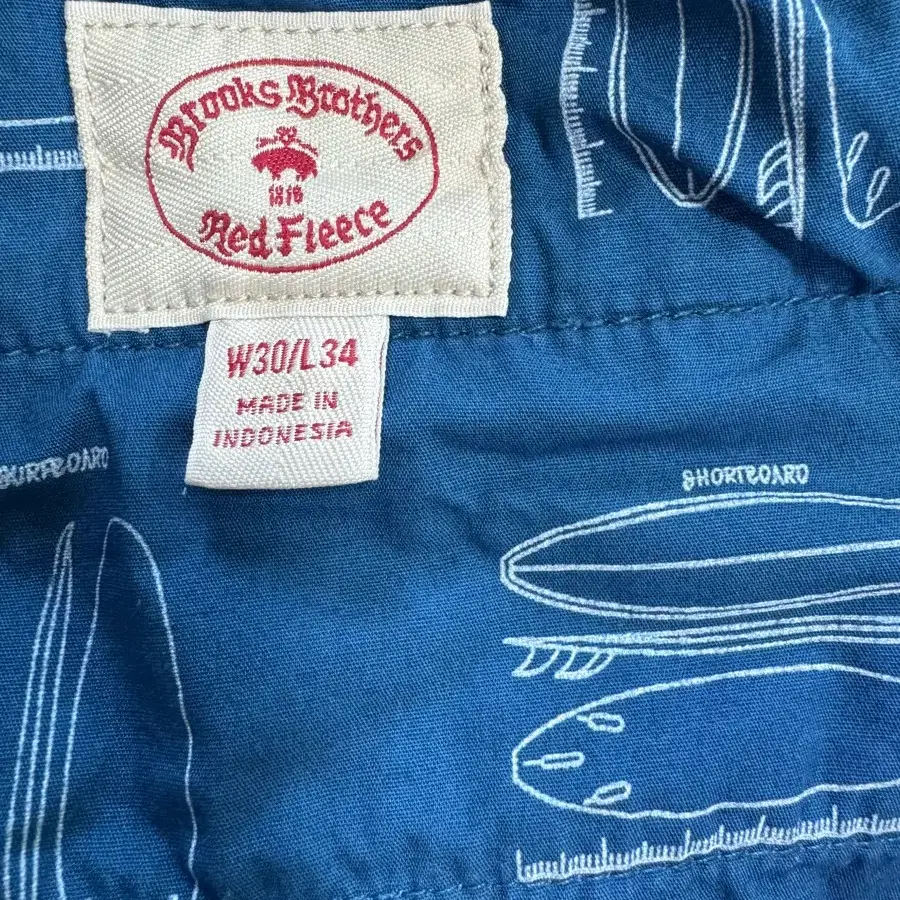 Brooks Brothers
1818
Red Fleece
W30/L34
MADE IN
INDONESIA
SURFBOARD
SHORTBOARD